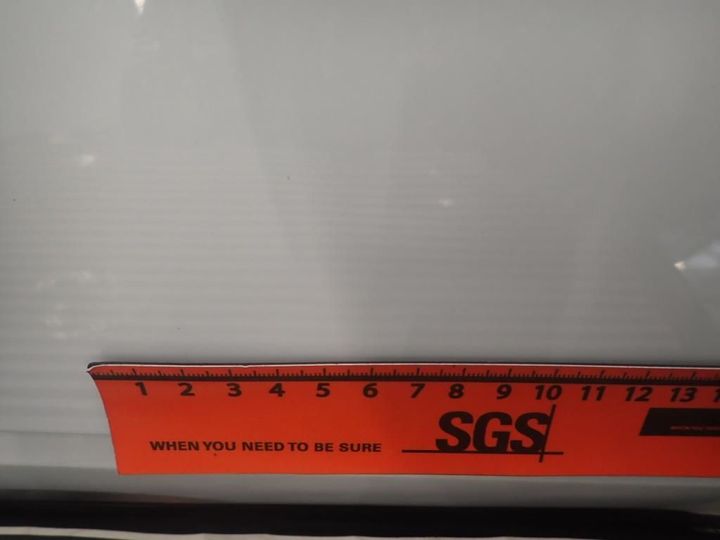 1 2 3 4 5 6 7 8 9 10 11 12 13
WHEN YOU NEED TO BE SURE SGS